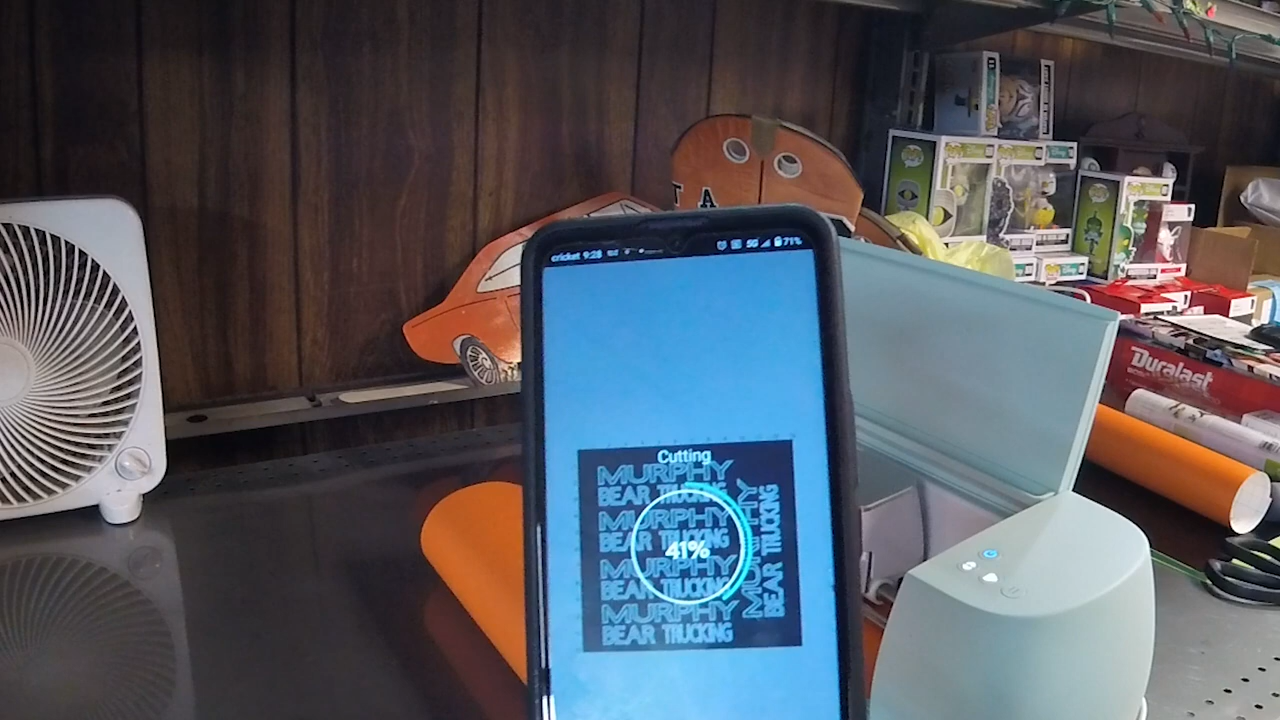 T A
cricket 9:28
5G 71%
Cutting
MURPHY
BEAR TRUCKING
MURPHY
BEAR TRUCKING
MURPHY
BEAR TRUCKING
MURPHY
BEAR TRUCKING
MURPHY
BEAR TRUCKING
41%
Duralast